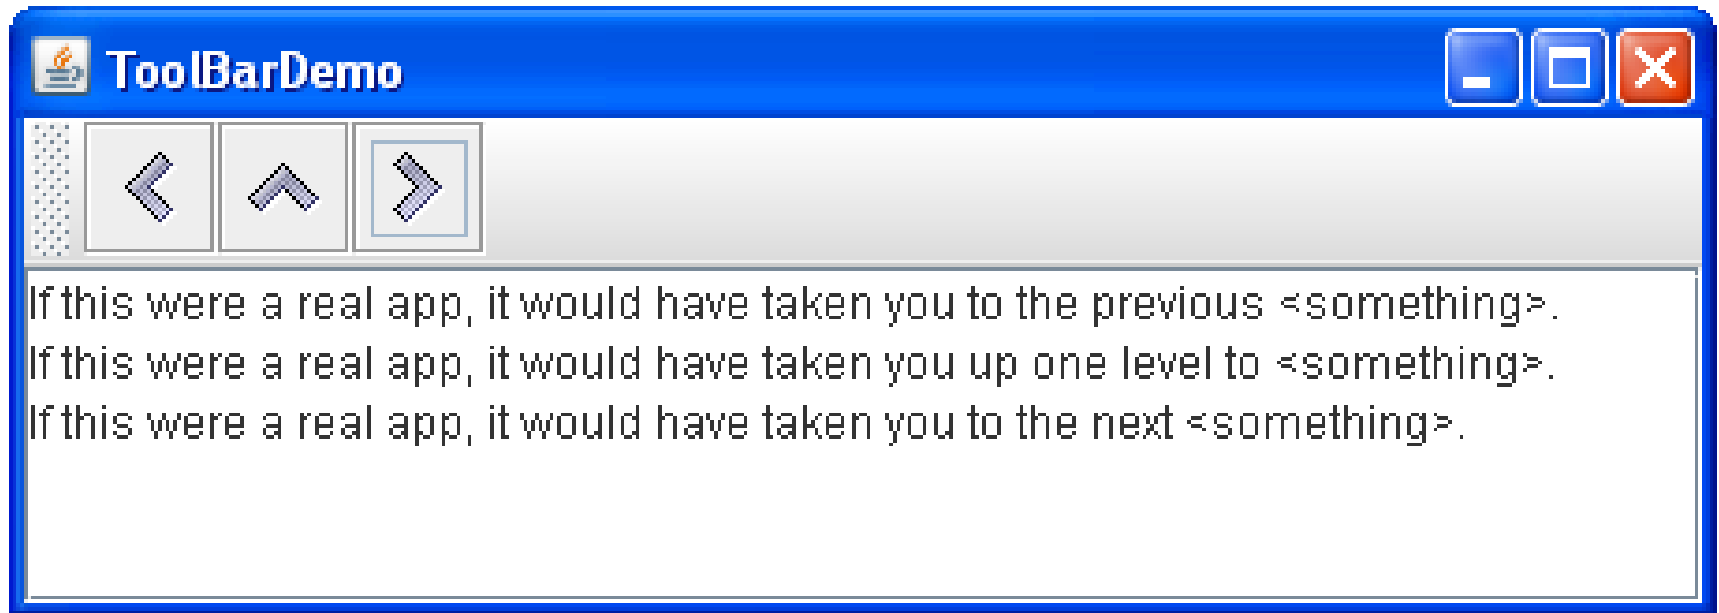 ToolBarDemo
If this were a real app, it would have taken you to the previous <something>.
If this were a real app, it would have taken you up one level to <something>.
If this were a real app, it would have taken you to the next <something>.